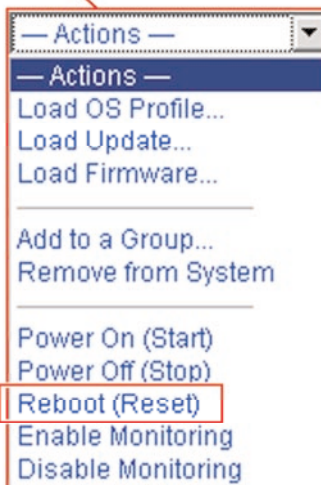 — Actions —
— Actions —
Load OS Profile...
Load Update...
Load Firmware...
Add to a Group...
Remove from System
Power On (Start)
Power Off (Stop)
Reboot (Reset)
Enable Monitoring
Disable Monitoring